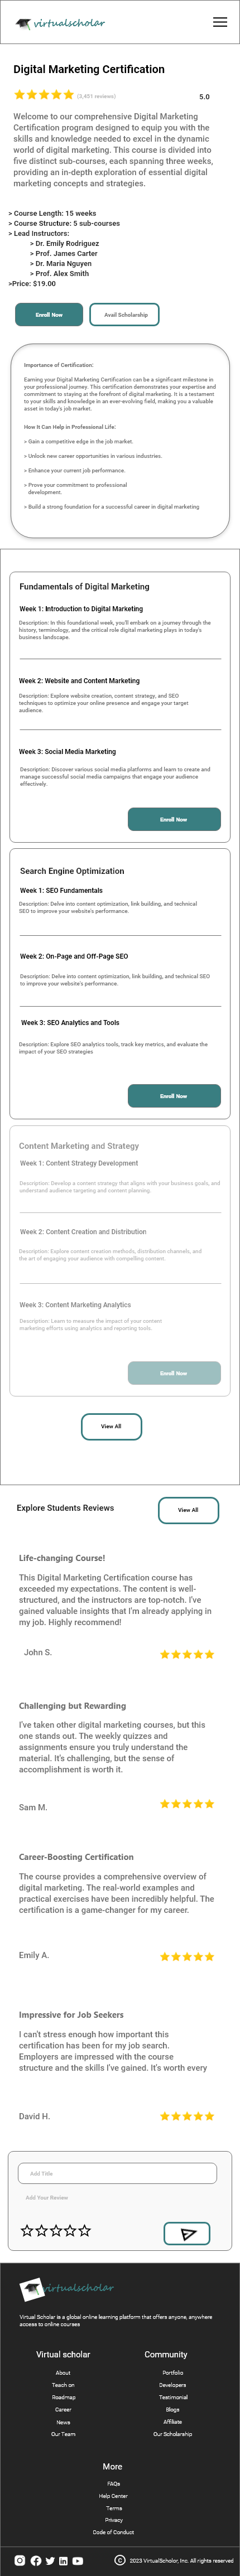 virtualscholar
Digital Marketing Certification
(3,451 reviews)
5.0
Welcome to our comprehensive Digital Marketing
Certification program designed to equip you with the
skills and knowledge needed to excel in the dynamic
world of digital marketing. This course is divided into
five distinct sub-courses, each spanning three weeks,
providing an in-depth exploration of essential digital
marketing concepts and strategies.
> Course Length: 15 weeks
> Course Structure: 5 sub-courses
> Lead Instructors:
> Dr. Emily Rodriguez
> Prof. James Carter
> Dr. Maria Nguyen
> Prof. Alex Smith
>Price: $19.00
Enroll Now
Avail Scholarship
Importance of Certification:
Earning your Digital Marketing Certification can be a significant milestone in
your professional journey. This certification demonstrates your expertise and
commitment to staying at the forefront of digital marketing. It is a testament
to your skills and knowledge in an ever-evolving field, making you a valuable
asset in today's job market.
How It Can Help in Professional Life:
> Gain a competitive edge in the job market.
> Unlock new career opportunities in various industries.
> Enhance your current job performance.
> Prove your commitment to professional
development.
> Build a strong foundation for a successful career in digital marketing
Fundamentals of Digital Marketing
Week 1: Introduction to Digital Marketing
Description: In this foundational week, you'll embark on a journey through the
history, terminology, and the critical role digital marketing plays in today's
business landscape.
Week 2: Website and Content Marketing
Description: Explore website creation, content strategy, and SEO
techniques to optimize your online presence and engage your target
audience.
Week 3: Social Media Marketing
Description: Discover various social media platforms and learn to create and
manage successful social media campaigns that engage your audience
effectively.
Enroll Now
Search Engine Optimization
Week 1: SEO Fundamentals
Description: Delve into content optimization, link building, and technical
SEO to improve your website's performance.
Week 2: On-Page and Off-Page SEO
Description: Delve into content optimization, link building, and technical SEO
to improve your website's performance.
Week 3: SEO Analytics and Tools
Description: Explore SEO analytics tools, track key metrics, and evaluate the
impact of your SEO strategies
Enroll Now
Content Marketing and Strategy
Week 1: Content Strategy Development
Description: Develop a content strategy that aligns with your business goals, and
understand audience targeting and content planning.
Week 2: Content Creation and Distribution
Description: Explore content creation methods, distribution channels, and
the art of engaging your audience with compelling content.
Week 3: Content Marketing Analytics
Description: Learn to measure the impact of your content
marketing efforts using analytics and reporting tools.
Enroll Now
View All
Explore Students Reviews
View All
Life-changing Course!
This Digital Marketing Certification course has
exceeded my expectations. The content is well-
structured, and the instructors are top-notch. I've
gained valuable insights that I'm already applying in
my job. Highly recommend!
John S.
Challenging but Rewarding
I've taken other digital marketing courses, but this
one stands out. The weekly quizzes and
assignments ensure you truly understand the
material. It's challenging, but the sense of
accomplishment is worth it.
Sam M.
Career-Boosting Certification
The course provides a comprehensive overview of
digital marketing. The real-world examples and
practical exercises have been incredibly helpful. The
certification is a game-changer for my career.
Emily A.
Impressive for Job Seekers
I can't stress enough how important this
certification has been for my job search.
Employers are impressed with the course
structure and the skills I've gained. It's worth every
David H.
Add Title
Add Your Review
virtualscholar
Virtual Scholar is a global online learning platform that offers anyone, anywhere
access to online courses
Virtual scholar
Community
About
Portfolio
Teach on
Developers
Roadmap
Testimonial
Career
Blogs
News
Affiliate
Our Team
Our Scholarship
More
FAQs
Help Center
Terms
Privacy
Code of Conduct
© 2023 VirtualScholar, Inc. All rights reserved